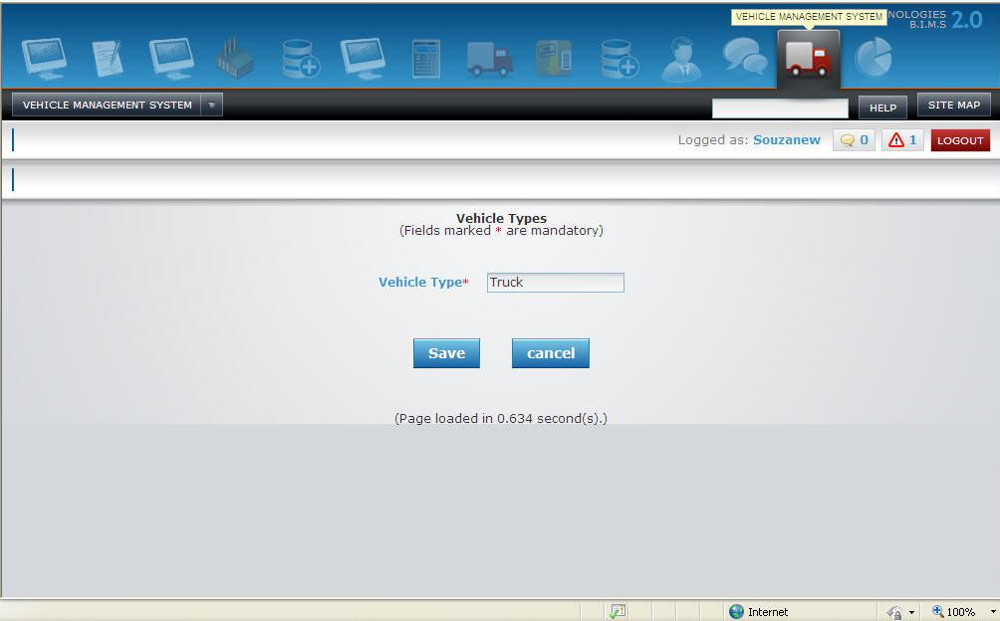 VEHICLE MANAGEMENT SYSTEM
NOLOGIES
B.I.M.S 2.0
VEHICLE MANAGEMENT SYSTEM
HELP
SITE MAP
Logged as: Souzanew
0
1
LOGOUT
Vehicle Types
(Fields marked * are mandatory)
Vehicle Type* Truck
Save
cancel
(Page loaded in 0.634 second(s).)
Internet
100%